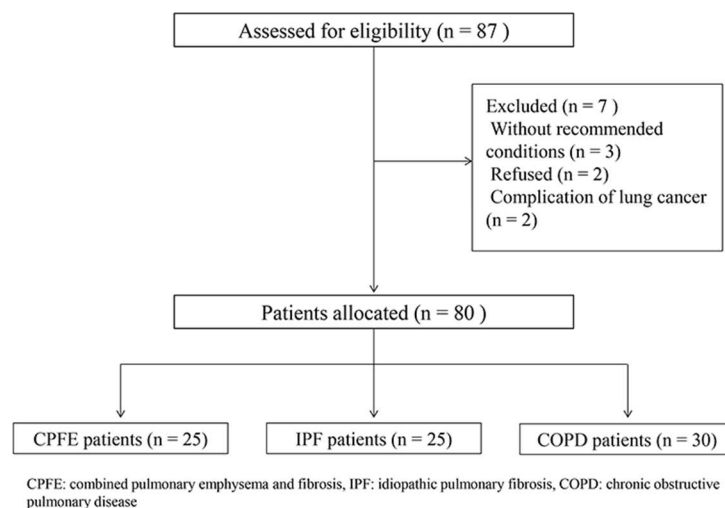 Assessed for eligibility (n = 87 )
Excluded (n = 7 )
Without recommended
conditions (n = 3)
Refused (n = 2)
Complication of lung cancer
(n = 2)
Patients allocated (n = 80 )
CPFE patients (n = 25)
IPF patients (n = 25)
COPD patients (n = 30)
CPFE: combined pulmonary emphysema and fibrosis, IPF: idiopathic pulmonary fibrosis, COPD: chronic obstructive
pulmonary disease